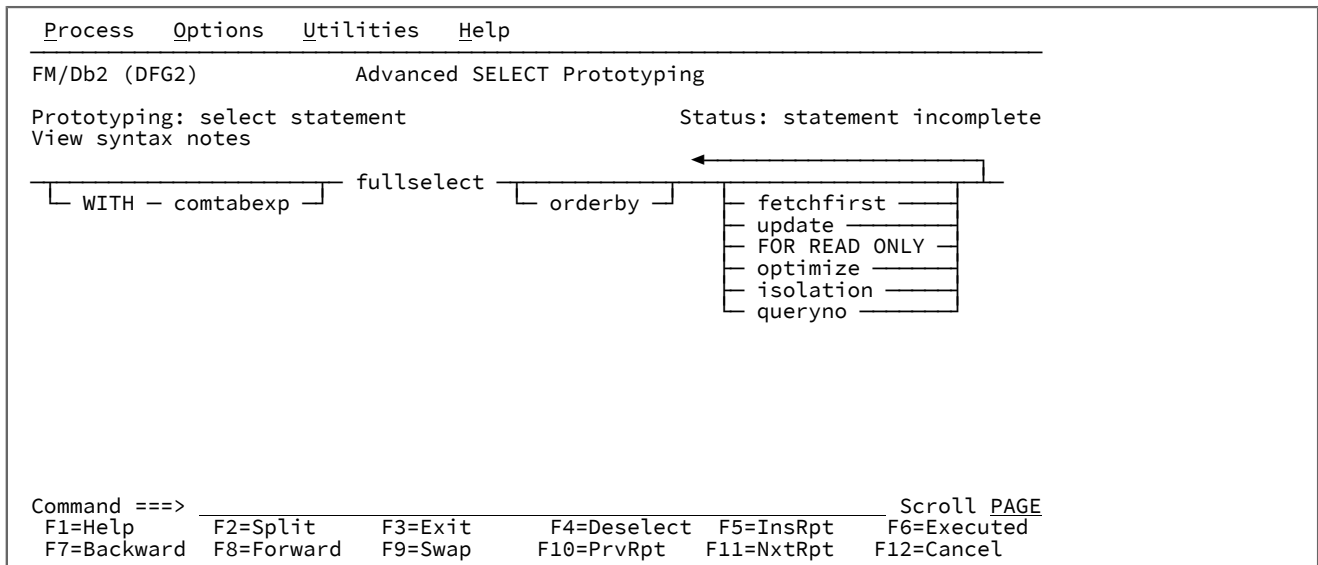 Process Options Utilities Help
FM/Db2 (DFG2) Advanced SELECT Prototyping
Prototyping: select statement Status: statement incomplete
View syntax notes
fullselect
WITH comtabexp orderby fetchfirst
update
FOR READ ONLY
optimize
isolation
queryno
Command ===> Scroll PAGE
F1=Help F2=Split F3=Exit F4=Deselect F5=InsRpt F6=Executed
F7=Backward F8=Forward F9=Swap F10=PrvRpt F11=NxtRpt F12=Cancel